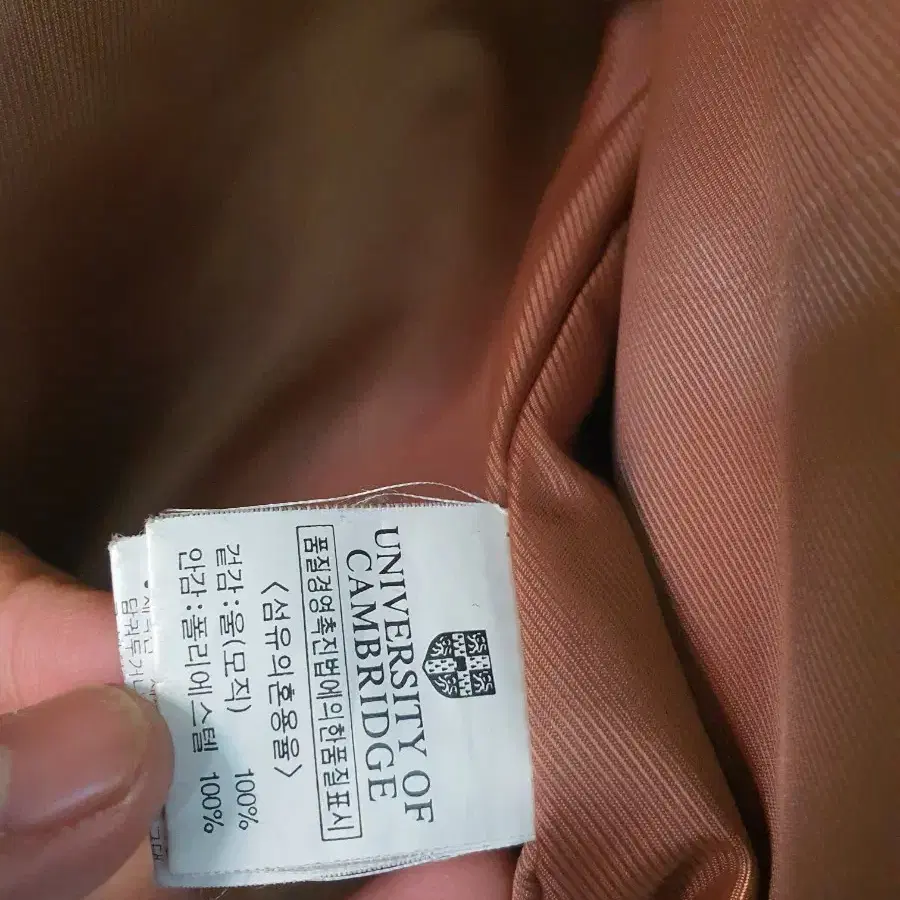 UNIVERSITY OF
CAMBRIDGE
품질경영촉진법에의한품질표시
<섬유의혼용율>
겉감:울(모직) 100%
안감:폴리에스텔 100%